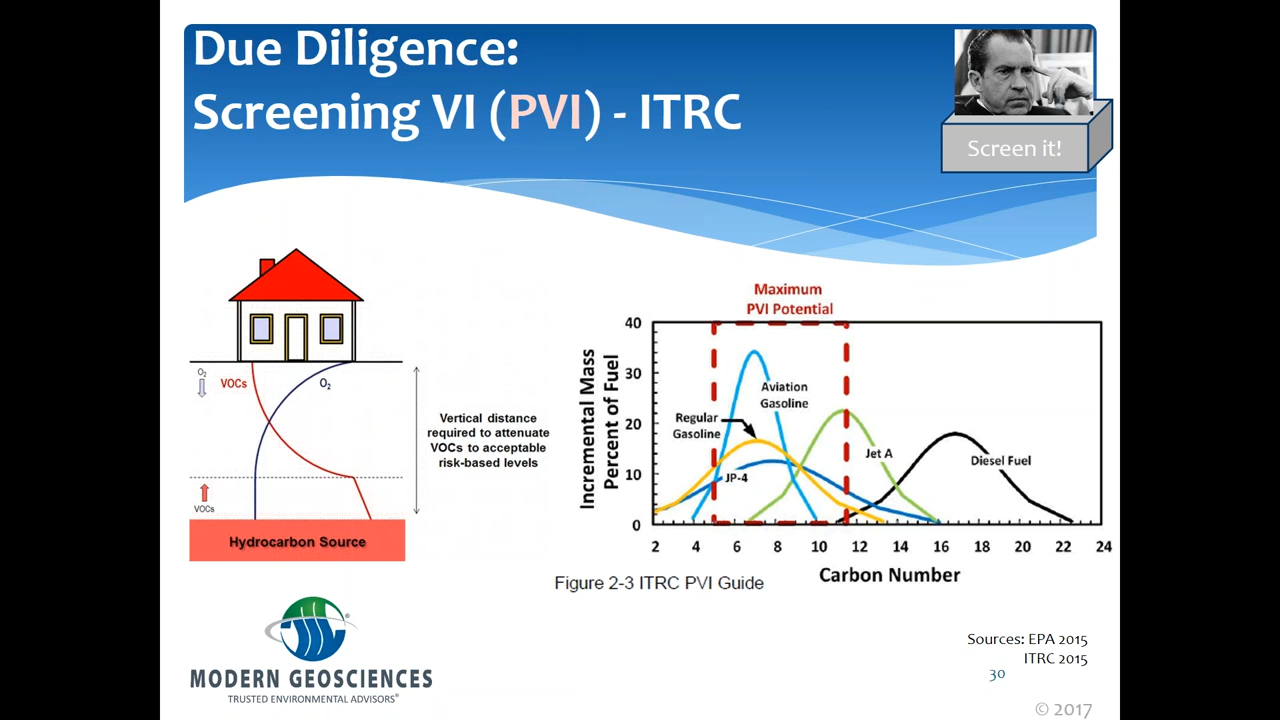 Due Diligence:
Screening VI (PVI) - ITRC
Screen it!
O₂
VOCs
O₂
VOCs
Hydrocarbon Source
Vertical distance
required to attenuate
VOCs to acceptable
risk-based levels
Maximum
PVI Potential
Incremental Mass
Percent of Fuel
40
30
20
10
0
Aviation
Gasoline
Regular
Gasoline
JP-4
Jet A
Diesel Fuel
2 4 6 8 10 12 14 16 18 20 22 24
Carbon Number
Figure 2-3 ITRC PVI Guide
MODERN GEOSCIENCES
TRUSTED ENVIRONMENTAL ADVISORS®
Sources: EPA 2015
ITRC 2015
30
© 2017